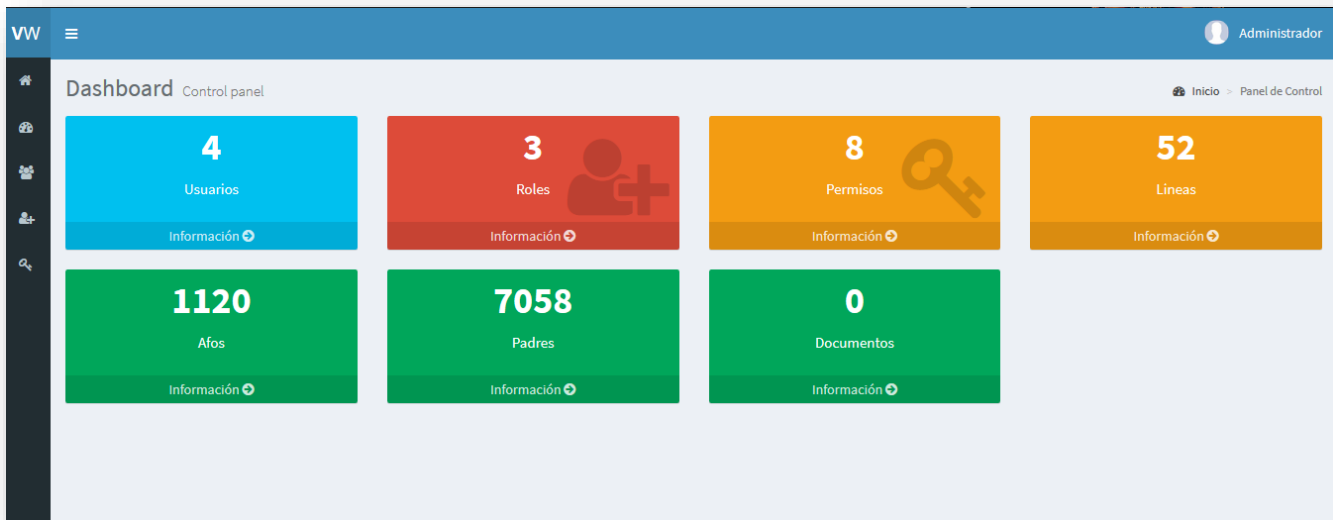 VW
Administrador
Dashboard Control panel
Inicio > Panel de Control
4
Usuarios
Información
3
Roles
Información
8
Permisos
Información
52
Lineas
Información
1120
Afos
Información
7058
Padres
Información
0
Documentos
Información